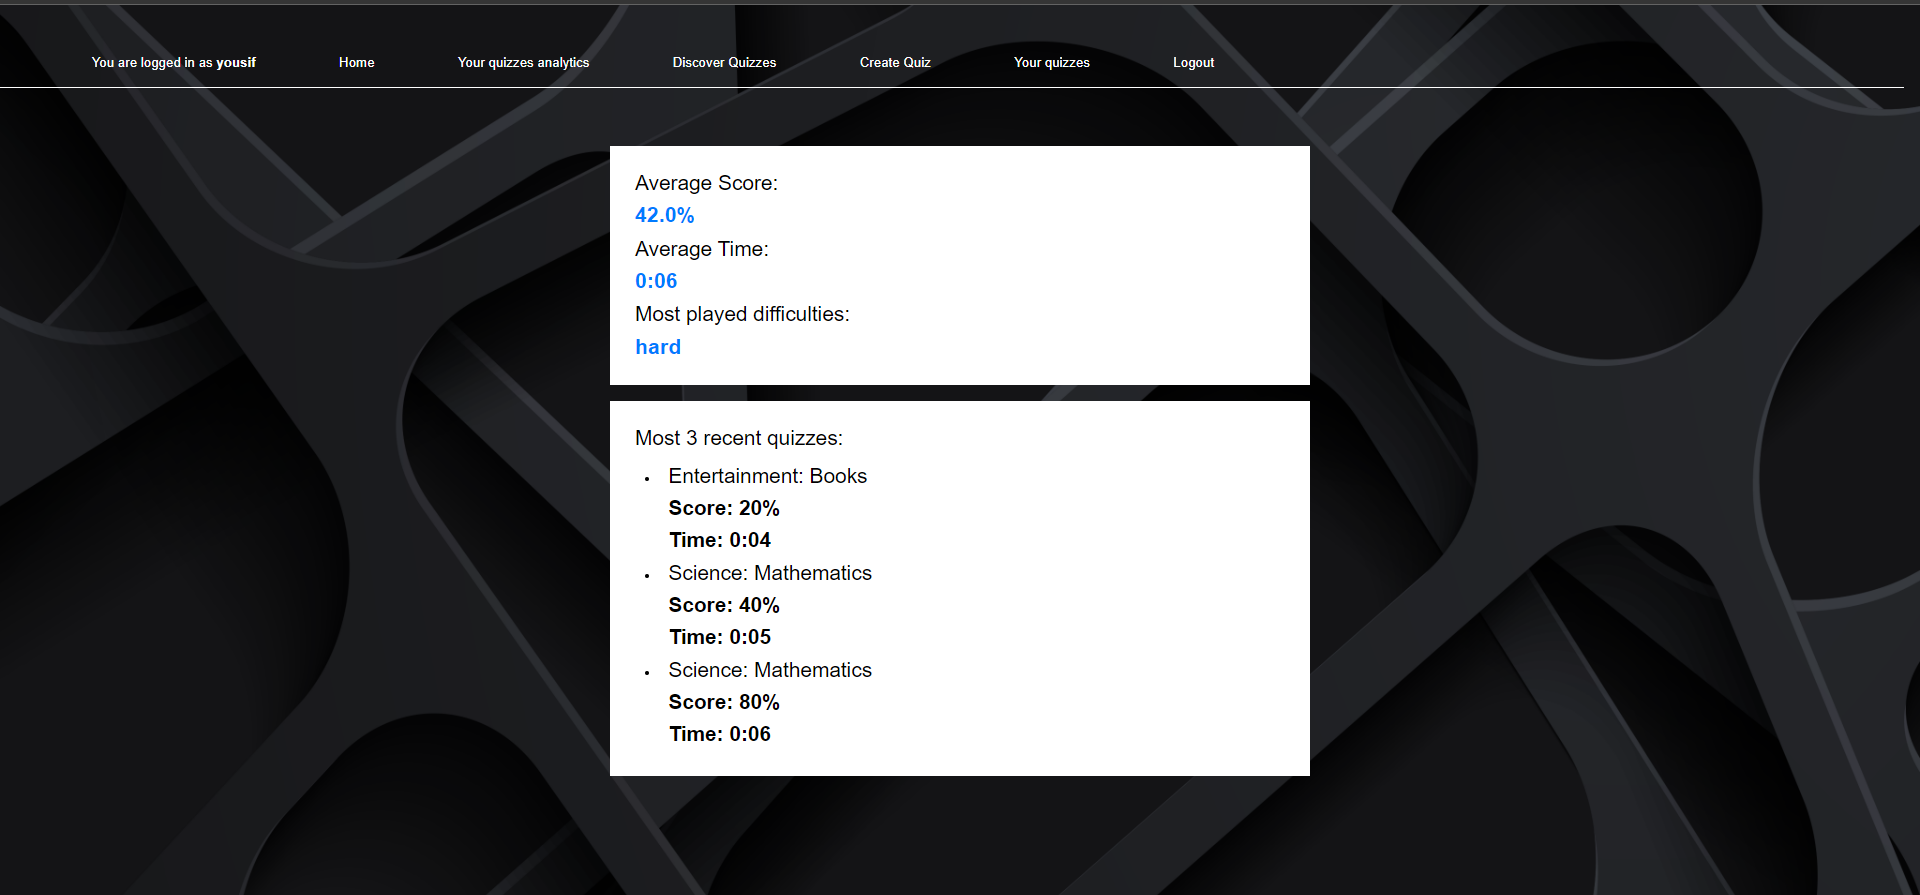 You are logged in as yousif Home Your quizzes analytics Discover Quizzes Create Quiz Your quizzes Logout
Average Score:
42.0%
Average Time:
0:06
Most played difficulties:
hard
Most 3 recent quizzes:
• Entertainment: Books
Score: 20%
Time: 0:04
• Science: Mathematics
Score: 40%
Time: 0:05
• Science: Mathematics
Score: 80%
Time: 0:06